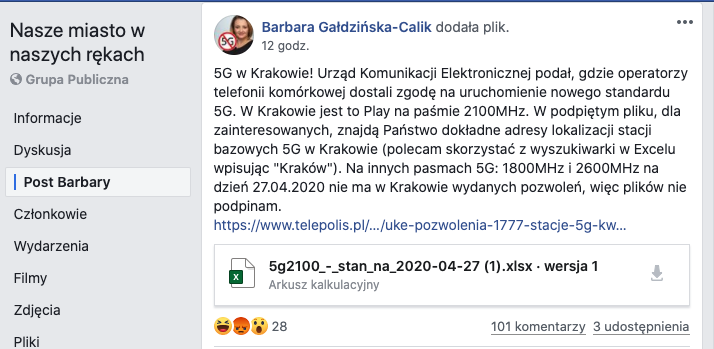 Nasze miasto w
naszych rękach
Grupa Publiczna
Informacje
Dyskusja
Post Barbary
Członkowie
Wydarzenia
Filmy
Zdjęcia
Pliki
Barbara Gałdzińska-Calik dodała plik.
12 godz.
5G w Krakowie! Urząd Komunikacji Elektronicznej podał, gdzie operatorzy
telefonii komórkowej dostali zgodę na uruchomienie nowego standardu
5G. W Krakowie jest to Play na paśmie 2100MHz. W podpiętym pliku, dla
zainteresowanych, znajdą Państwo dokładne adresy lokalizacji stacji
bazowych 5G w Krakowie (polecam skorzystać z wyszukiwarki w Excelu
wpisując "Kraków"). Na innych pasmach 5G: 1800MHz i 2600MHz na
dzień 27.04.2020 nie ma w Krakowie wydanych pozwoleń, więc plików nie
podpinam.
https://www.telepolis.pl/.../uke-pozwolenia-1777-stacje-5g-kw...
5g2100_-_stan_na_2020-04-27 (1).xlsx · wersja 1
Arkusz kalkulacyjny
28
101 komentarzy 3 udostępnienia